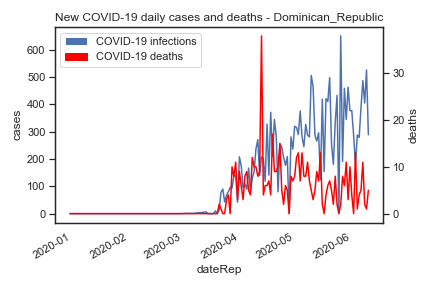 New COVID-19 daily cases and deaths - Dominican_Republic
COVID-19 infections
COVID-19 deaths
cases
600
500
400
300
200
100
0
deaths
30
20
10
0
2020-01
2020-02
2020-03
2020-04
2020-05
2020-06
dateRep